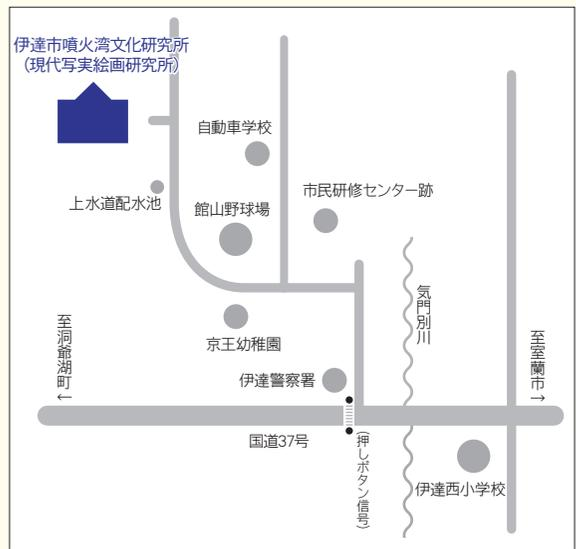 伊達市噴火湾文化研究所
（現代写実絵画研究所）
自動車学校
上水道配水池
館山野球場
市民研修センター跡
気門別川
京王幼稚園
至洞爺湖町←
至室蘭市→
伊達警察署
国道37号
（押しボタン信号）
伊達西小学校